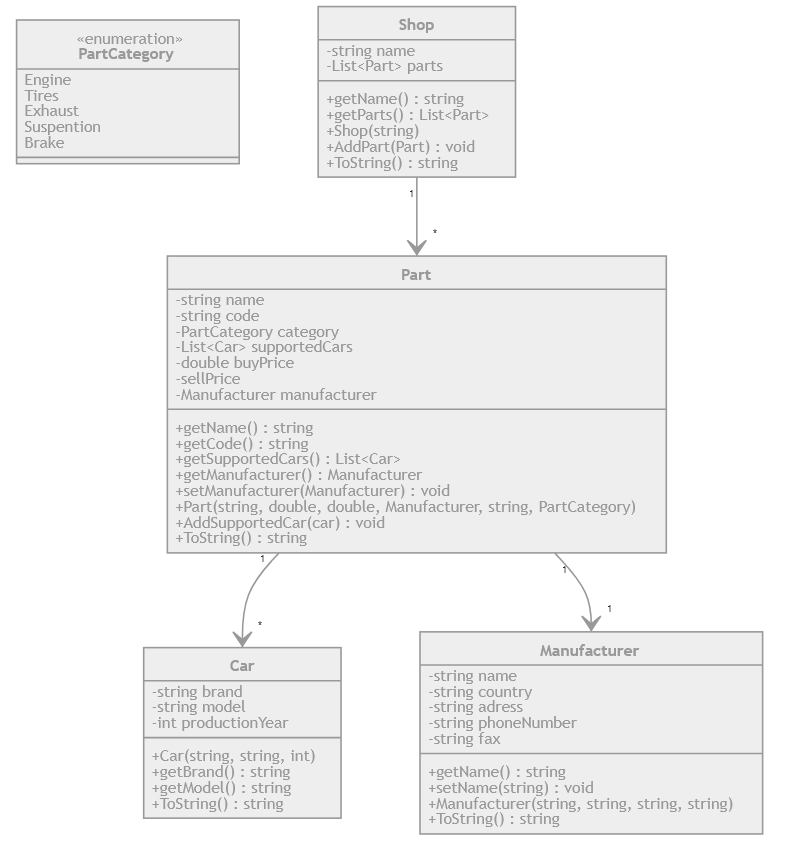 «enumeration»
PartCategory
Engine
Tires
Exhaust
Suspention
Brake
Shop
-string name
-List<Part> parts
+getName() : string
+getParts() : List<Part>
+Shop(string)
+AddPart(Part) : void
+ToString() : string
1
*
Part
-string name
-string code
-PartCategory category
-List<Car> supportedCars
-double buyPrice
-sellPrice
-Manufacturer manufacturer
+getName() : string
+getCode() : string
+getSupportedCars() : List<Car>
+getManufacturer() : Manufacturer
+setManufacturer(Manufacturer) : void
+Part(string, double, double, Manufacturer, string, PartCategory)
+AddSupportedCar(car) : void
+ToString() : string
1
*
1
1
Car
-string brand
-string model
-int productionYear
+Car(string, string, int)
+getBrand() : string
+getModel() : string
+ToString() : string
Manufacturer
-string name
-string country
-string adress
-string phoneNumber
-string fax
+getName() : string
+setName(string) : void
+Manufacturer(string, string, string, string)
+ToString() : string